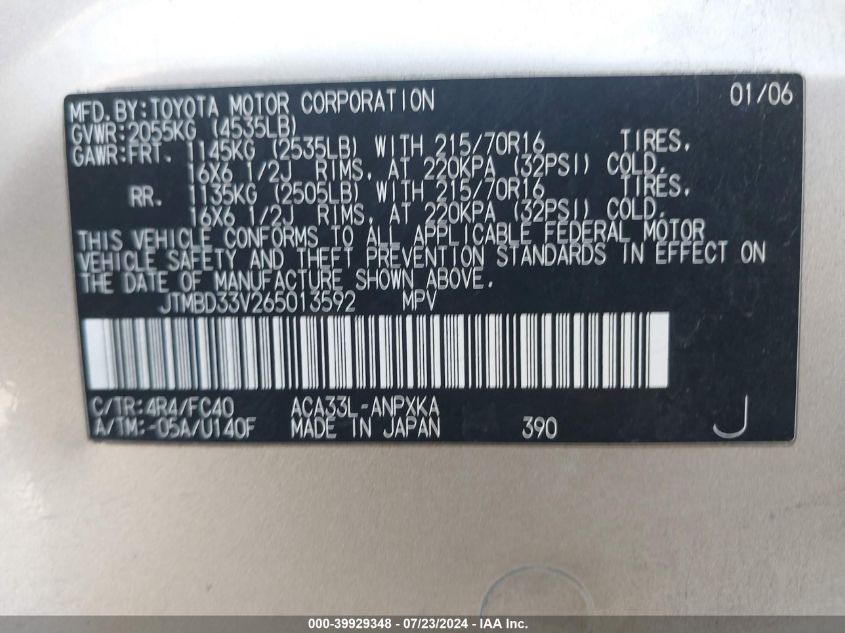 MFD.BY:TOYOTA MOTOR CORPORATION 01/06
GVWR:2055KG (4535LB)
GAWR:FRT. 1145KG (2535LB) WITH 215/70R16 TIRES,
16X6 1/2J RIMS, AT 220KPA (32PSI) COLD.
RR. 1135KG (2505LB) WITH 215/70R16 TIRES,
16X6 1/2J RIMS, AT 220KPA (32PSI) COLD.
THIS VEHICLE CONFORMS TO ALL APPLICABLE FEDERAL MOTOR
VEHICLE SAFETY AND THEFT PREVENTION STANDARDS IN EFFECT ON
THE DATE OF MANUFACTURE SHOWN ABOVE.
JTMBD33V265013592 MPV
C/TR:4R4/FC40 ACA33L-ANPXKA
A/TM:-05A/U140F MADE IN JAPAN 390 J
000-39929348 - 07/23/2024 - IAA Inc.